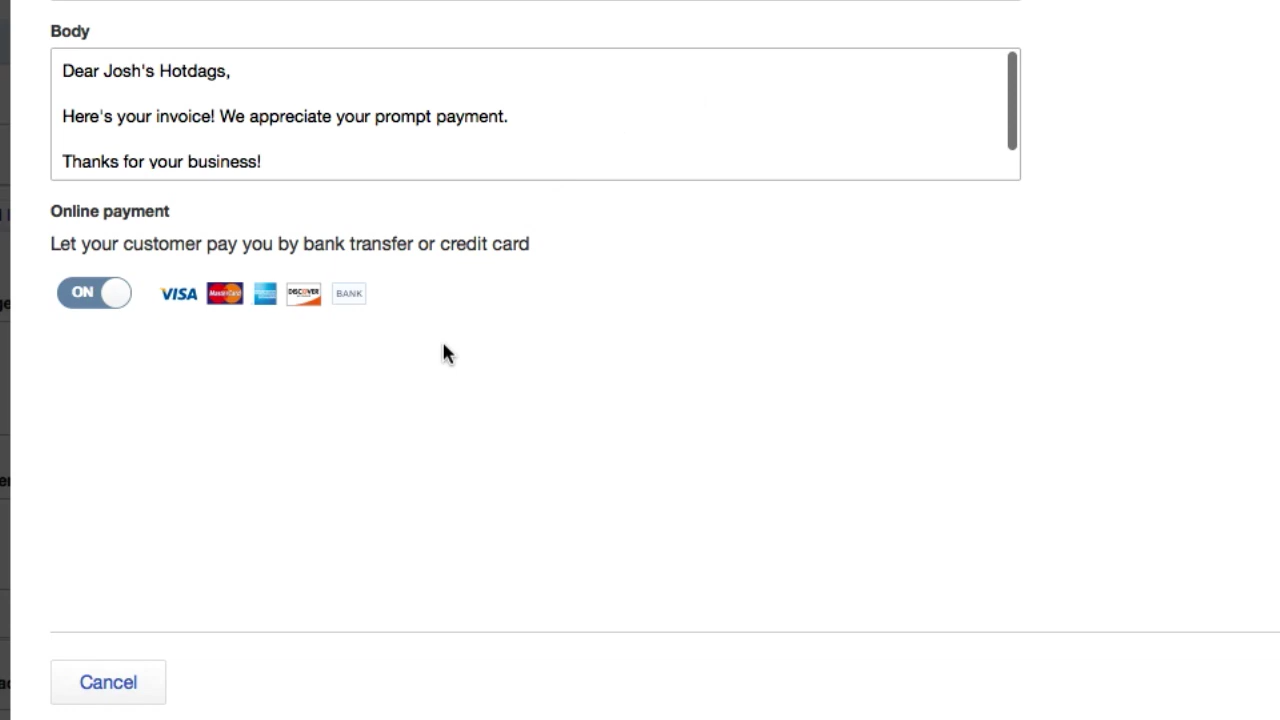 Body
Dear Josh's Hotdags,
Here's your invoice! We appreciate your prompt payment.
Thanks for your business!
Online payment
Let your customer pay you by bank transfer or credit card
ON VISA MasterCard DISCOVER BANK
Cancel